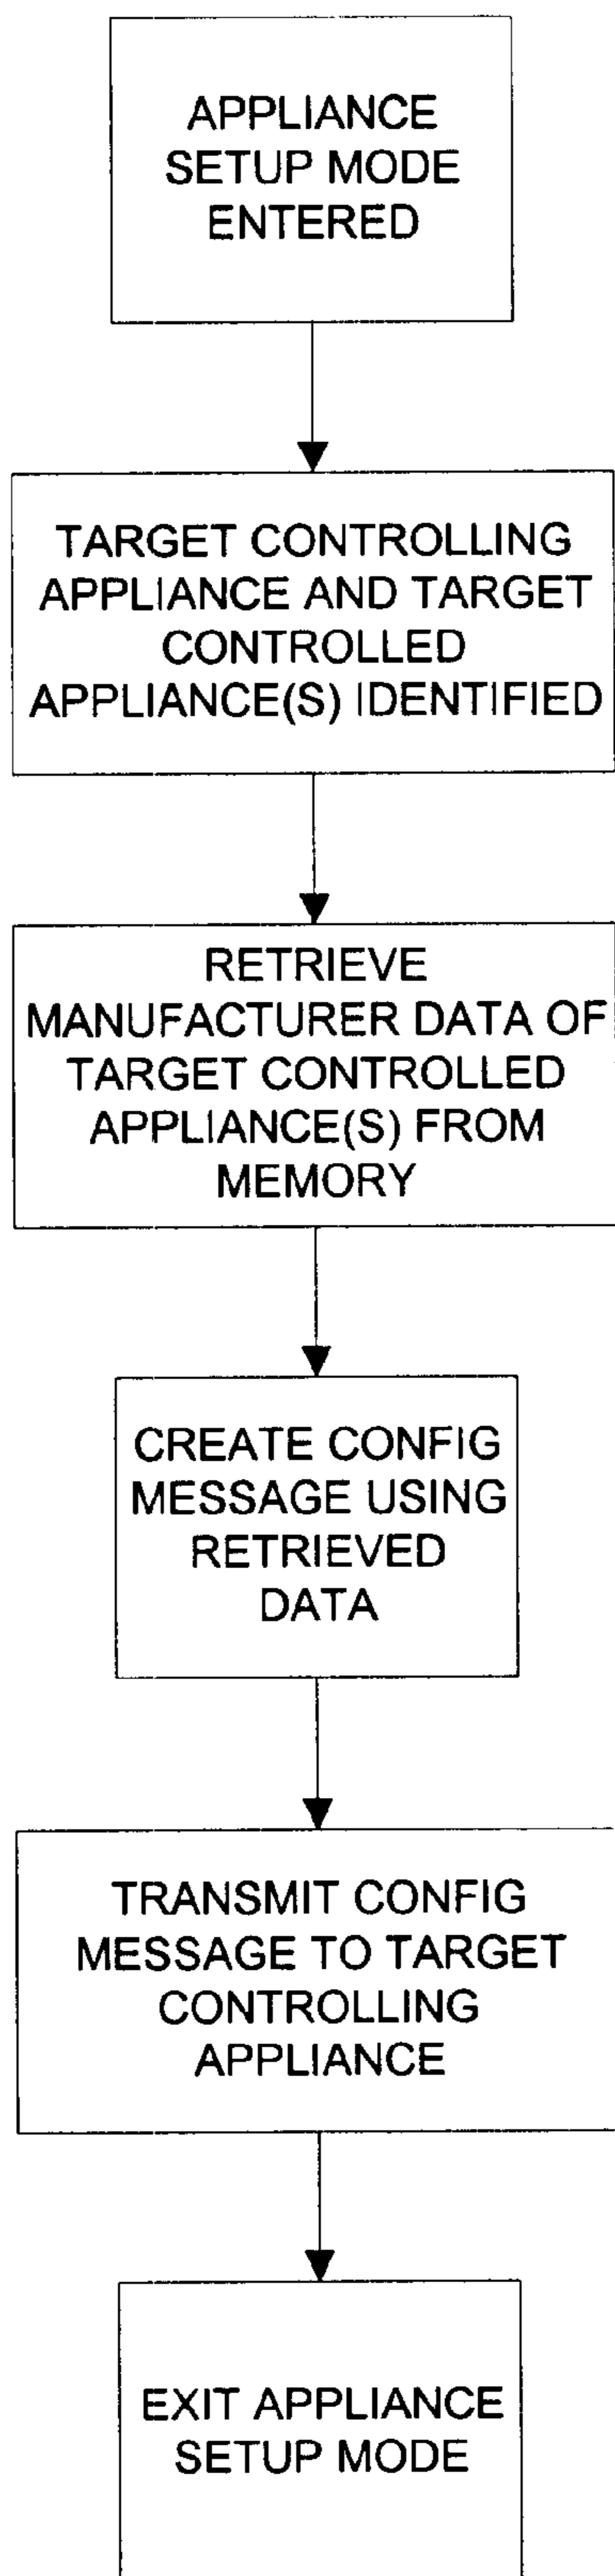 APPLIANCE
SETUP MODE
ENTERED
TARGET CONTROLLING
APPLIANCE AND TARGET
CONTROLLED
APPLIANCE(S) IDENTIFIED
RETRIEVE
MANUFACTURER DATA OF
TARGET CONTROLLED
APPLIANCE(S) FROM
MEMORY
CREATE CONFIG
MESSAGE USING
RETRIEVED
DATA
TRANSMIT CONFIG
MESSAGE TO TARGET
CONTROLLING
APPLIANCE
EXIT APPLIANCE
SETUP MODE